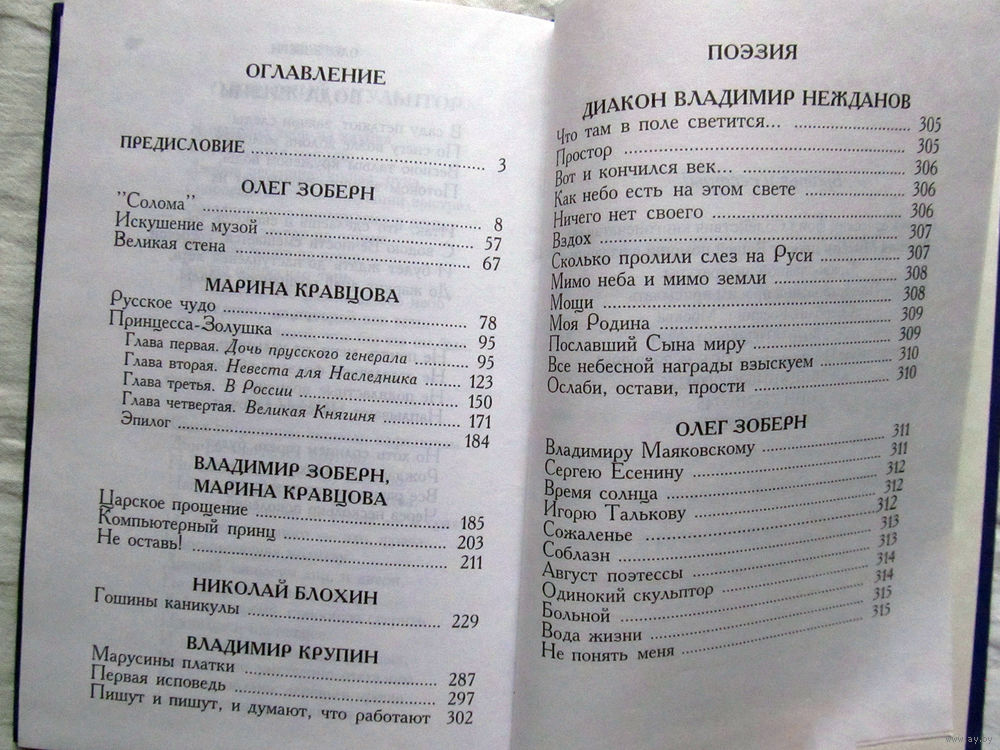 ОГЛАВЛЕНИЕ
ПРЕДИСЛОВИЕ ........ 3
ОЛЕГ ЗОБЕРН
"Солома" ........ 8
Искушение музой ........ 57
Великая стена ........ 67
МАРИНА КРАВЦОВА
Русское чудо ........ 78
Принцесса-Золушка ........ 95
Глава первая. Дочь прусского генерала ........ 95
Глава вторая. Невеста для Наследника ........ 123
Глава третья. В России ........ 150
Глава четвертая. Великая Княгиня ........ 171
Эпилог ........ 184
ВЛАДИМИР ЗОБЕРН,
МАРИНА КРАВЦОВА
Царское прощение ........ 185
Компьютерный принц ........ 203
Не оставь! ........ 211
НИКОЛАЙ БЛОХИН
Гошины каникулы ........ 229
ВЛАДИМИР КРУПИН
Марусины платки ........ 287
Первая исповедь ........ 297
Пишут и пишут, и думают, что работают 302
ПОЭЗИЯ
ДИАКОН ВЛАДИМИР НЕЖДАНОВ
Что там в поле светится... ........ 305
Простор ........ 305
Вот и кончился век... ........ 306
Как небо есть на этом свете ........ 306
Ничего нет своего ........ 306
Вздох ........ 307
Сколько пролили слез на Руси ........ 307
Мимо неба и мимо земли ........ 308
Мощи ........ 308
Моя Родина ........ 309
Пославший Сына миру ........ 309
Все небесной награды взыскуем ........ 310
Ослаби, остави, прости ........ 310
ОЛЕГ ЗОБЕРН
Владимиру Маяковскому ........ 311
Сергею Есенину ........ 311
Время солнца ........ 312
Игорю Талькову ........ 312
Сожаленье ........ 312
Соблазн ........ 313
Август поэтессы ........ 313
Одинокий скульптор ........ 314
Больной ........ 314
Вода жизни ........ 315
Не понять меня ........ 315
www.ay.by